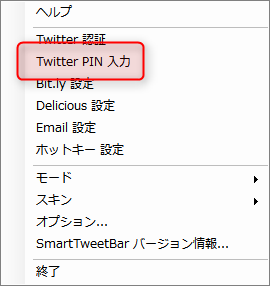 ヘルプ
Twitter 認証
Twitter PIN 入力
Bit.ly 設定
Delicious 設定
Email 設定
ホットキー 設定
モード
スキン
オプション...
SmartTweetBar バージョン情報...
終了